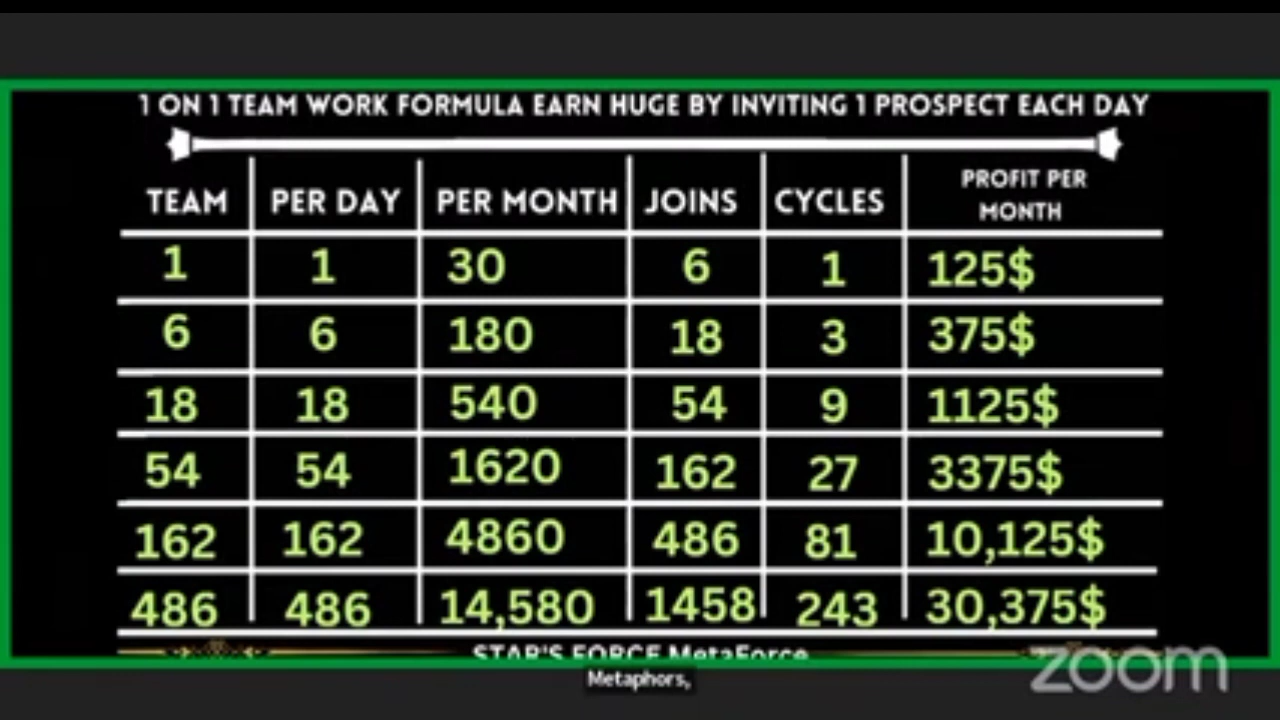 1 ON 1 TEAM WORK FORMULA EARN HUGE BY INVITING 1 PROSPECT EACH DAY
TEAM PER DAY PER MONTH JOINS CYCLES PROFIT PER MONTH
1 1 30 6 1 125$
6 6 180 18 3 375$
18 18 540 54 9 1125$
54 54 1620 162 27 3375$
162 162 4860 486 81 10,125$
486 486 14,580 1458 243 30,375$
STAR'S FORCE MetaForce
Metaphors,
zoom